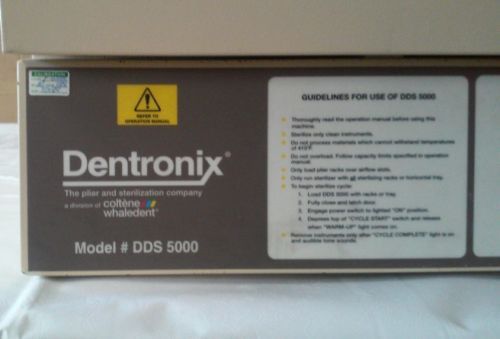 CALIBRATION
REFER TO
OPERATION MANUAL
Dentronix®
The plier and sterilization company
a division of coltène
whaledent®
Model # DDS 5000
GUIDELINES FOR USE OF DDS 5000
Thoroughly read the operation manual before using this
machine.
Sterilize only clean instruments.
Do not process materials which cannot withstand temperatures
of 410°F.
Do not overload. Follow capacity limits specified in operation
manual.
Only load plier racks over airflow slots.
Only run sterilizer with all sterilizing racks or horizontal tray.
To begin sterilize cycle:
1. Load DDS 5000 with racks or tray.
2. Fully close and latch door.
3. Engage power switch to lighted "ON" position.
4. Depress top of "CYCLE START" switch and release
when "WARM-UP" light comes on.
Remove instruments only after "CYCLE COMPLETE" light is on
and audible tone sounds.